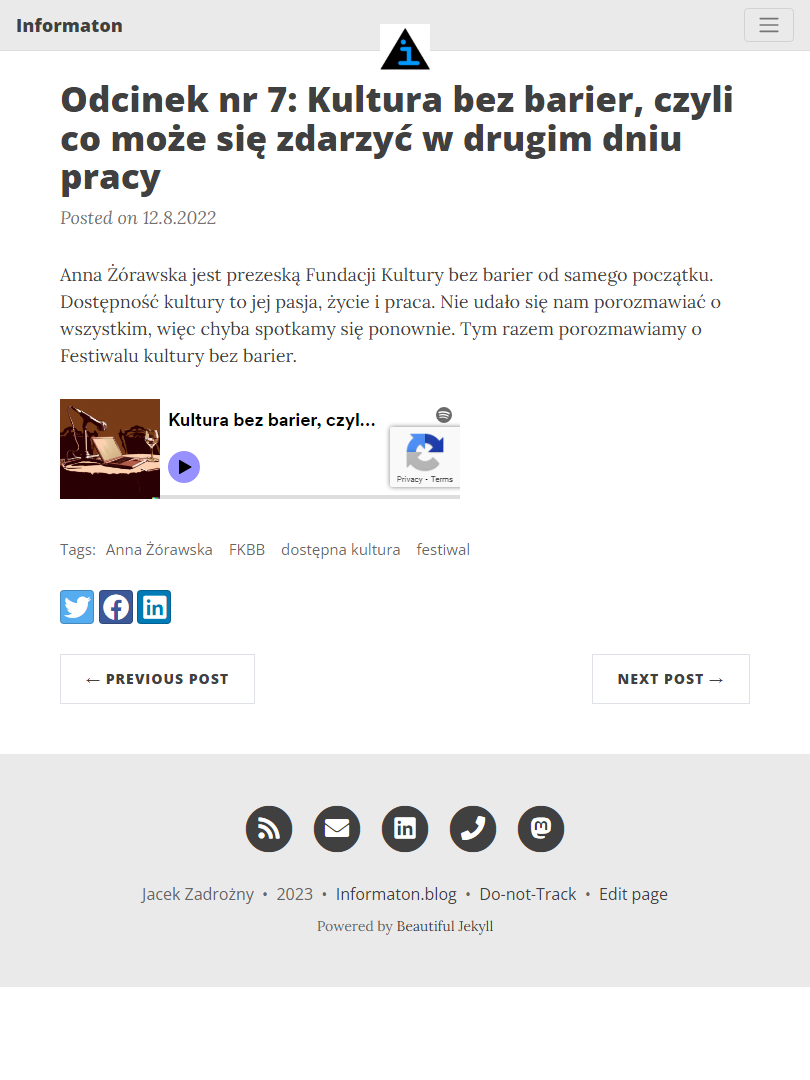 Informaton
i
Odcinek nr 7: Kultura bez barier, czyli
co może się zdarzyć w drugim dniu
pracy
Posted on 12.8.2022
Anna Żórawska jest prezeską Fundacji Kultury bez barier od samego początku.
Dostępność kultury to jej pasja, życie i praca. Nie udało się nam porozmawiać o
wszystkim, więc chyba spotkamy się ponownie. Tym razem porozmawiamy o
Festiwalu kultury bez barier.
Kultura bez barier, czyl...
Privacy - Terms
Tags: Anna Żórawska FKBB dostępna kultura festiwal
← PREVIOUS POST
NEXT POST →
Jacek Zadrożny • 2023 • Informaton.blog • Do-not-Track • Edit page
Powered by Beautiful Jekyll